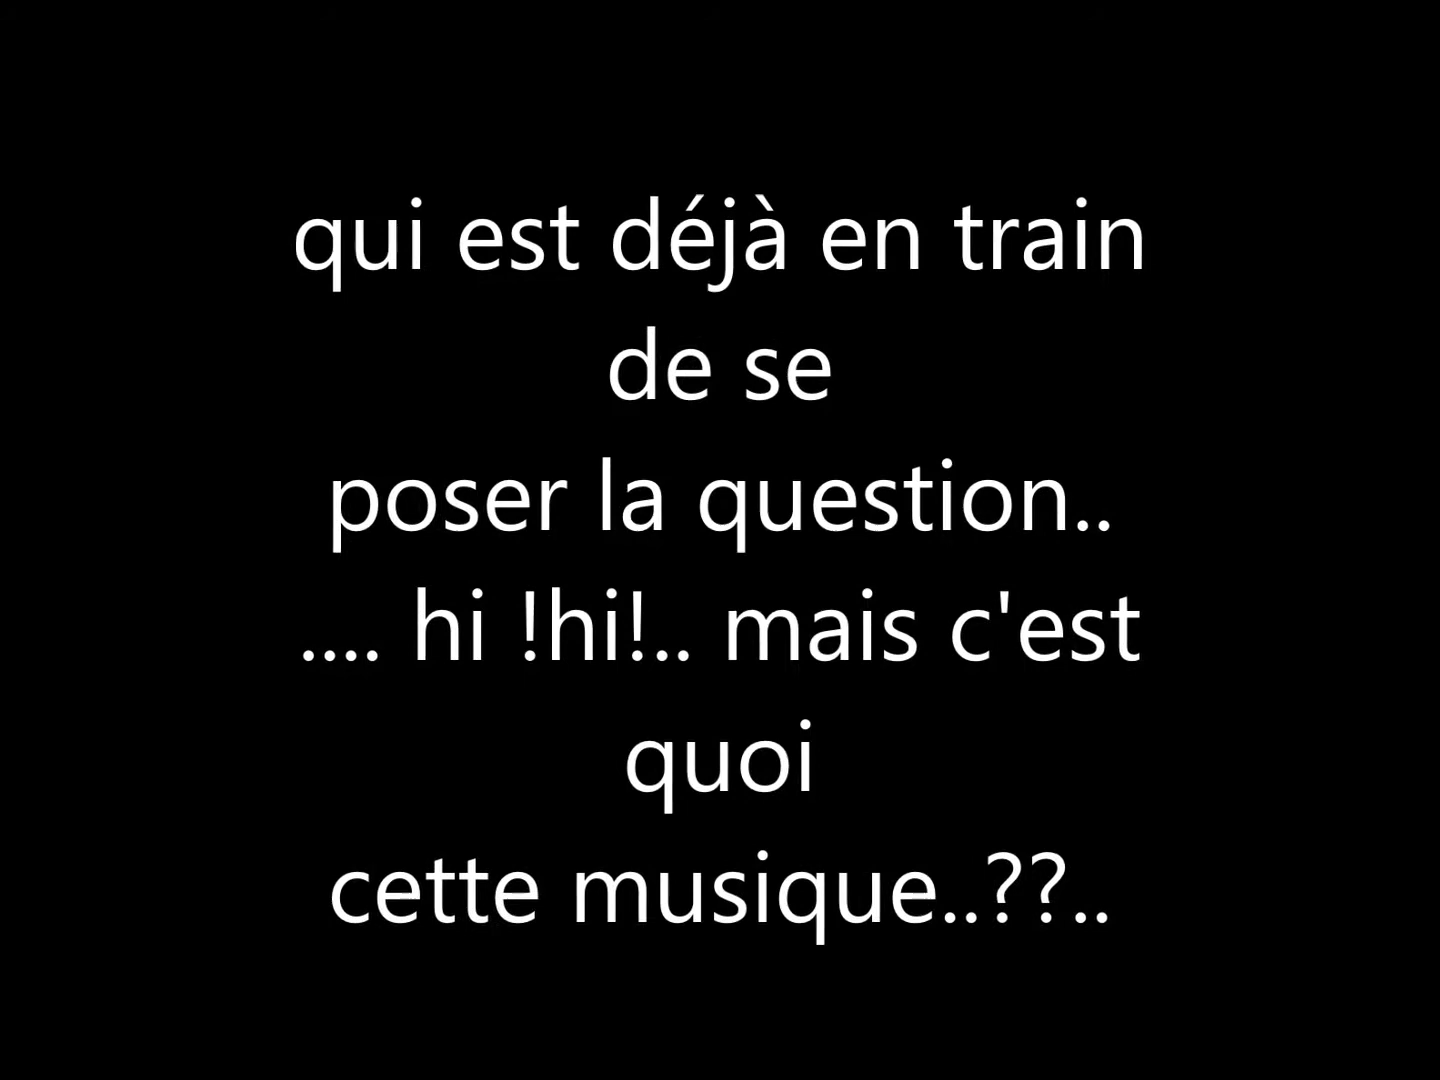 qui est déjà en train
de se
poser la question..
.... hi !hi!.. mais c'est
quoi
cette musique..??..